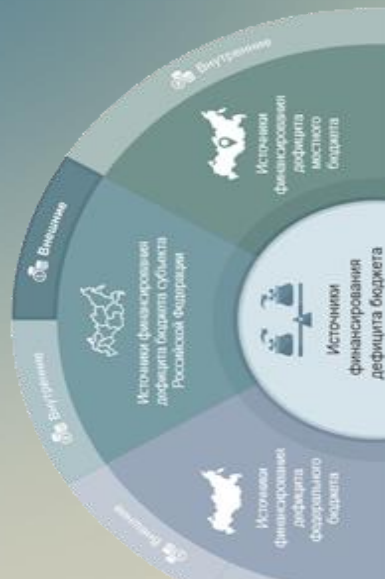 Внешние
Внутренние
Внешние
Внутренние
Источники
финансирования
дефицита
федерального
бюджета
Источники финансирования
дефицита бюджета субъекта
Российской Федерации
Источники
финансирования
дефицита
местного
бюджета
Источники
финансирования
дефицита бюджета